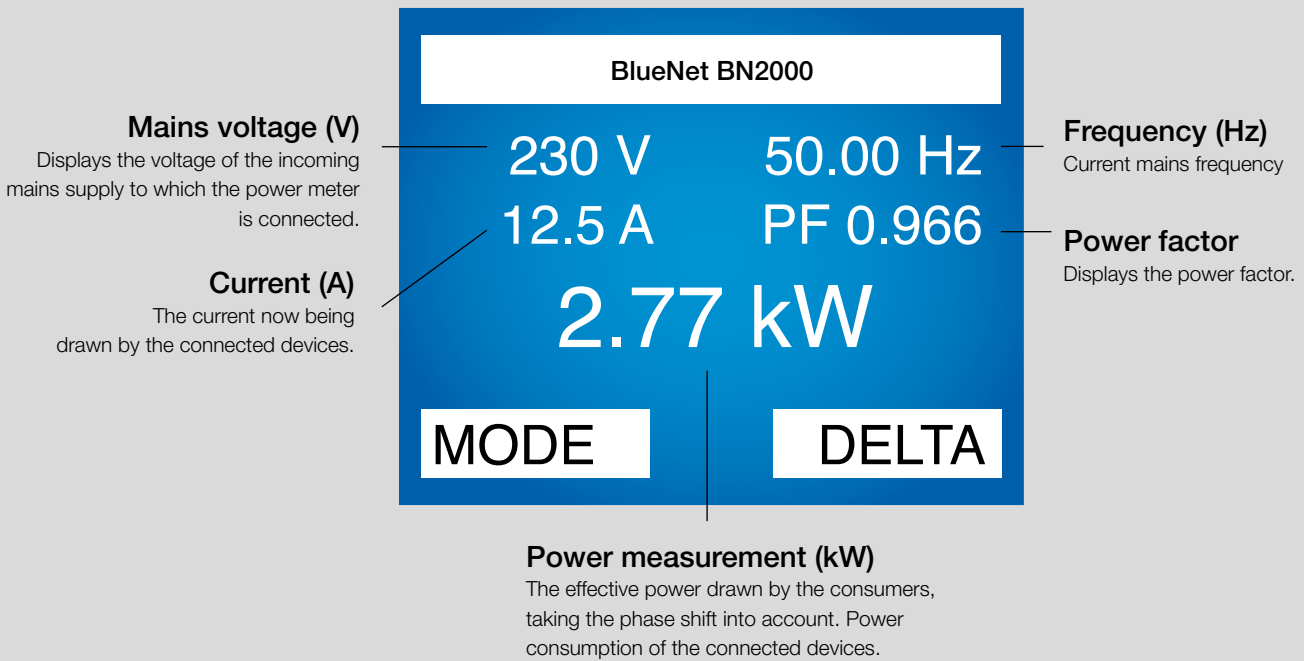 BlueNet BN2000
Mains voltage (V)
Displays the voltage of the incoming
mains supply to which the power meter
is connected.
Current (A)
The current now being
drawn by the connected devices.
230 V
50.00 Hz
12.5 A
PF 0.966
2.77 kW
MODE
DELTA
Frequency (Hz)
Current mains frequency
Power factor
Displays the power factor.
Power measurement (kW)
The effective power drawn by the consumers,
taking the phase shift into account. Power
consumption of the connected devices.